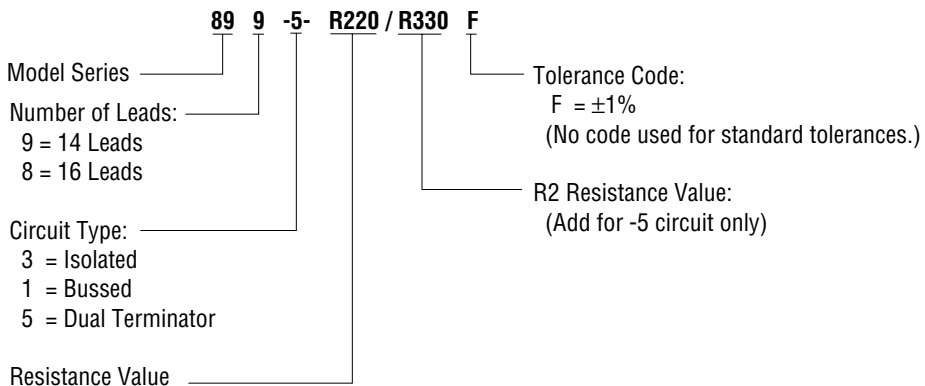 89 9 -5- R220 / R330 F
Model Series
Number of Leads:
9 = 14 Leads
8 = 16 Leads
Circuit Type:
3 = Isolated
1 = Bussed
5 = Dual Terminator
Resistance Value
Tolerance Code:
F = ±1%
(No code used for standard tolerances.)
R2 Resistance Value:
(Add for -5 circuit only)